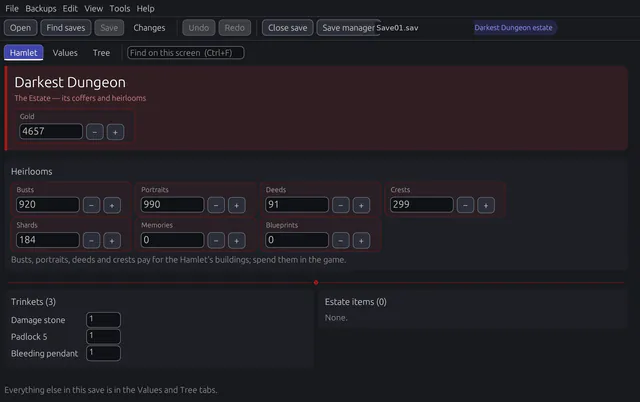 File Backups Edit View Tools Help
Open Find saves Save Changes Undo Redo Close save Save manager Save01.sav Darkest Dungeon estate
Hamlet Values Tree Find on this screen (Ctrl+F)
Darkest Dungeon
The Estate — its coffers and heirlooms
Gold
4657 − +
Heirlooms
Busts Portraits Deeds Crests
920 − + 990 − + 91 − + 299 − +
Shards Memories Blueprints
184 − + 0 − + 0 − +
Busts, portraits, deeds and crests pay for the Hamlet's buildings; spend them in the game.
Trinkets (3) Estate items (0)
Damage stone 1 None.
Padlock 5 1
Bleeding pendant 1
Everything else in this save is in the Values and Tree tabs.